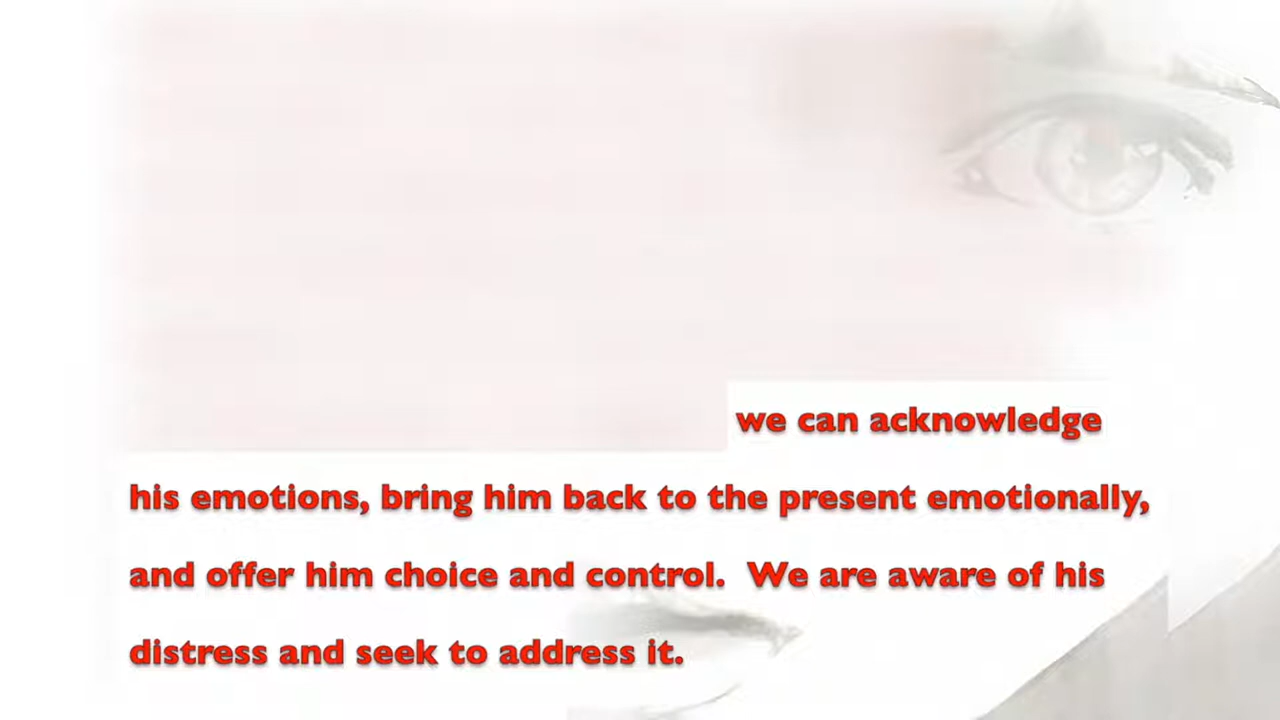 we can acknowledge
his emotions, bring him back to the present emotionally,
and offer him choice and control.  We are aware of his
distress and seek to address it.